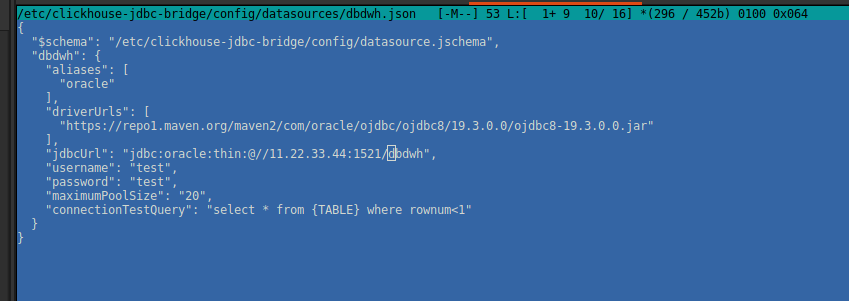 /etc/clickhouse-jdbc-bridge/config/datasources/dbdwh.json   [-M--] 53 L:[  1+ 9  10/ 16] *(296 / 452b) 0100 0x064
{
  "$schema": "/etc/clickhouse-jdbc-bridge/config/datasource.jschema",
  "dbdwh": {
    "aliases": [
      "oracle"
    ],
    "driverUrls": [
      "https://repo1.maven.org/maven2/com/oracle/ojdbc/ojdbc8/19.3.0.0/ojdbc8-19.3.0.0.jar"
    ],
    "jdbcUrl": "jdbc:oracle:thin:@//11.22.33.44:1521/dbdwh",
    "username": "test",
    "password": "test",
    "maximumPoolSize": "20",
    "connectionTestQuery": "select * from {TABLE} where rownum<1"
  }
}